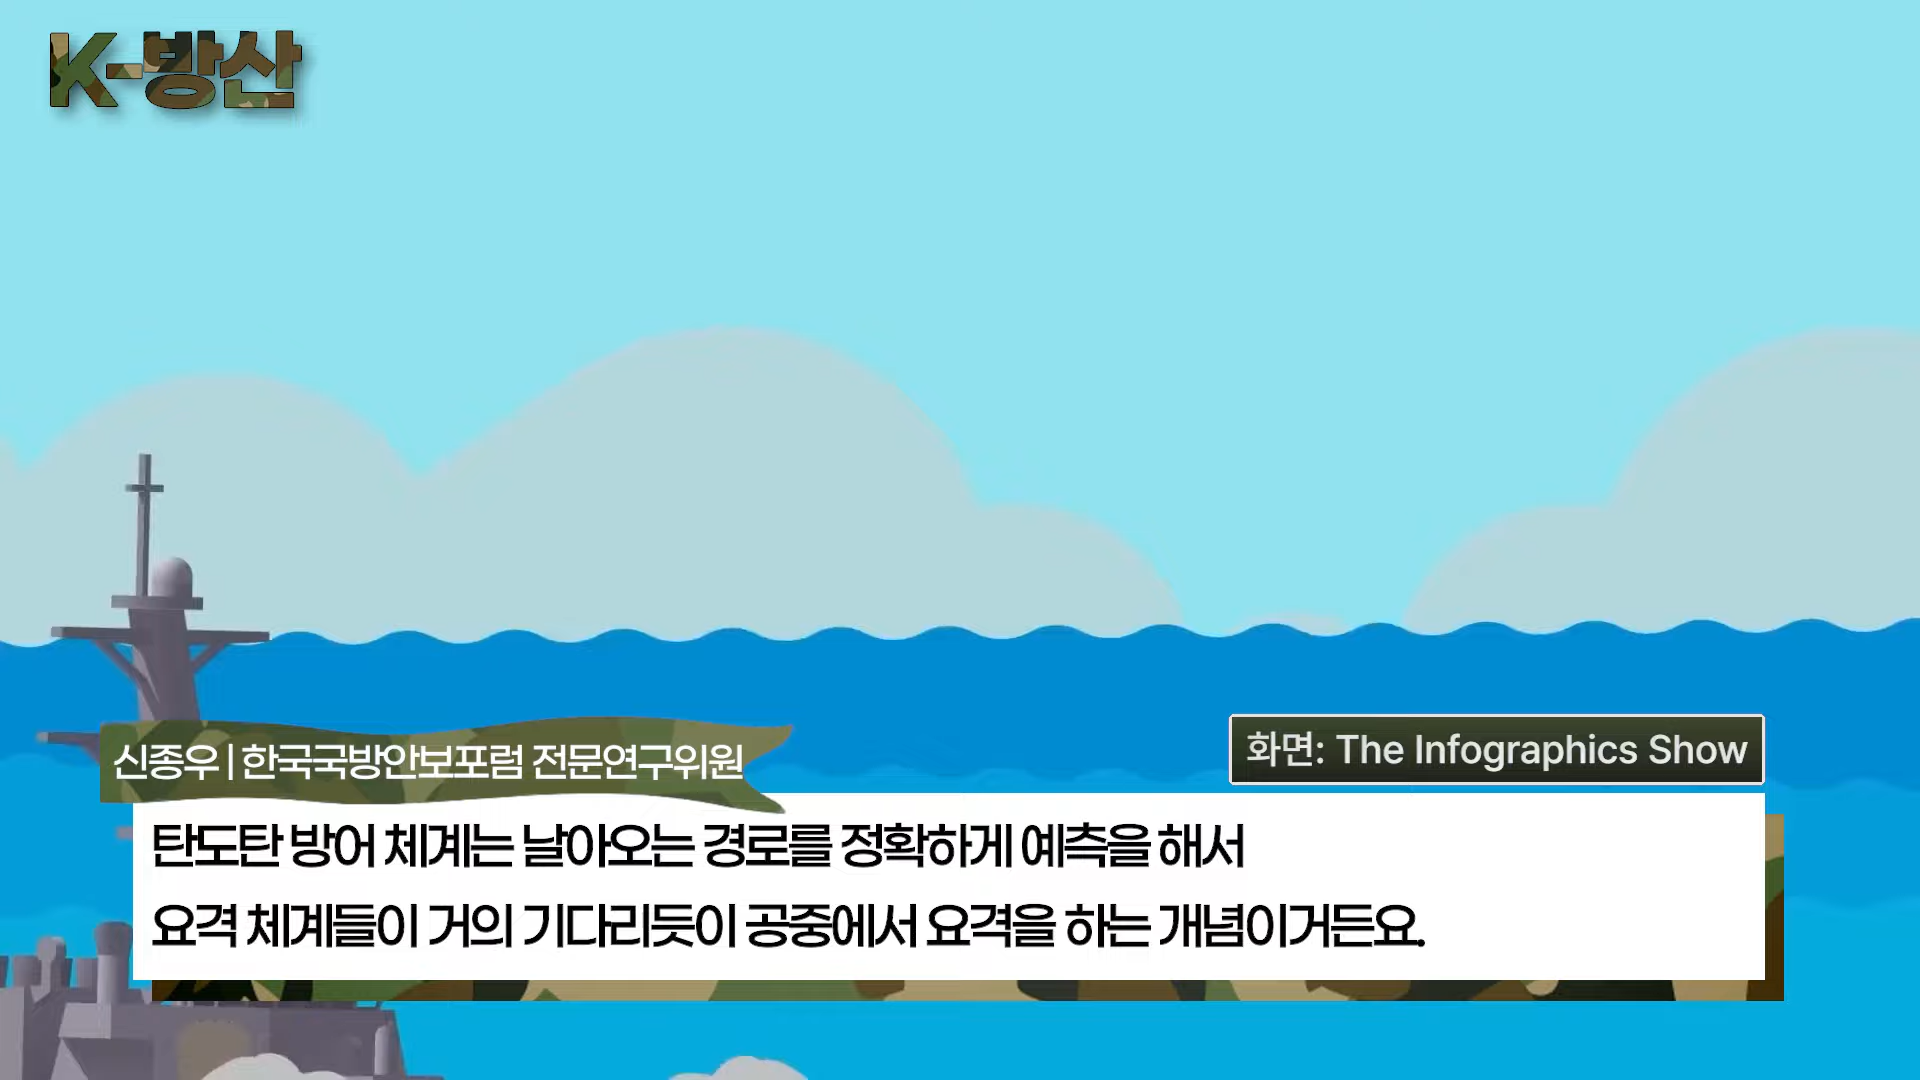 K-방산
신종우 | 한국국방안보포럼 전문연구위원
화면: The Infographics Show
탄도탄 방어 체계는 날아오는 경로를 정확하게 예측을 해서
요격 체계들이 거의 기다리듯이 공중에서 요격을 하는 개념이거든요.